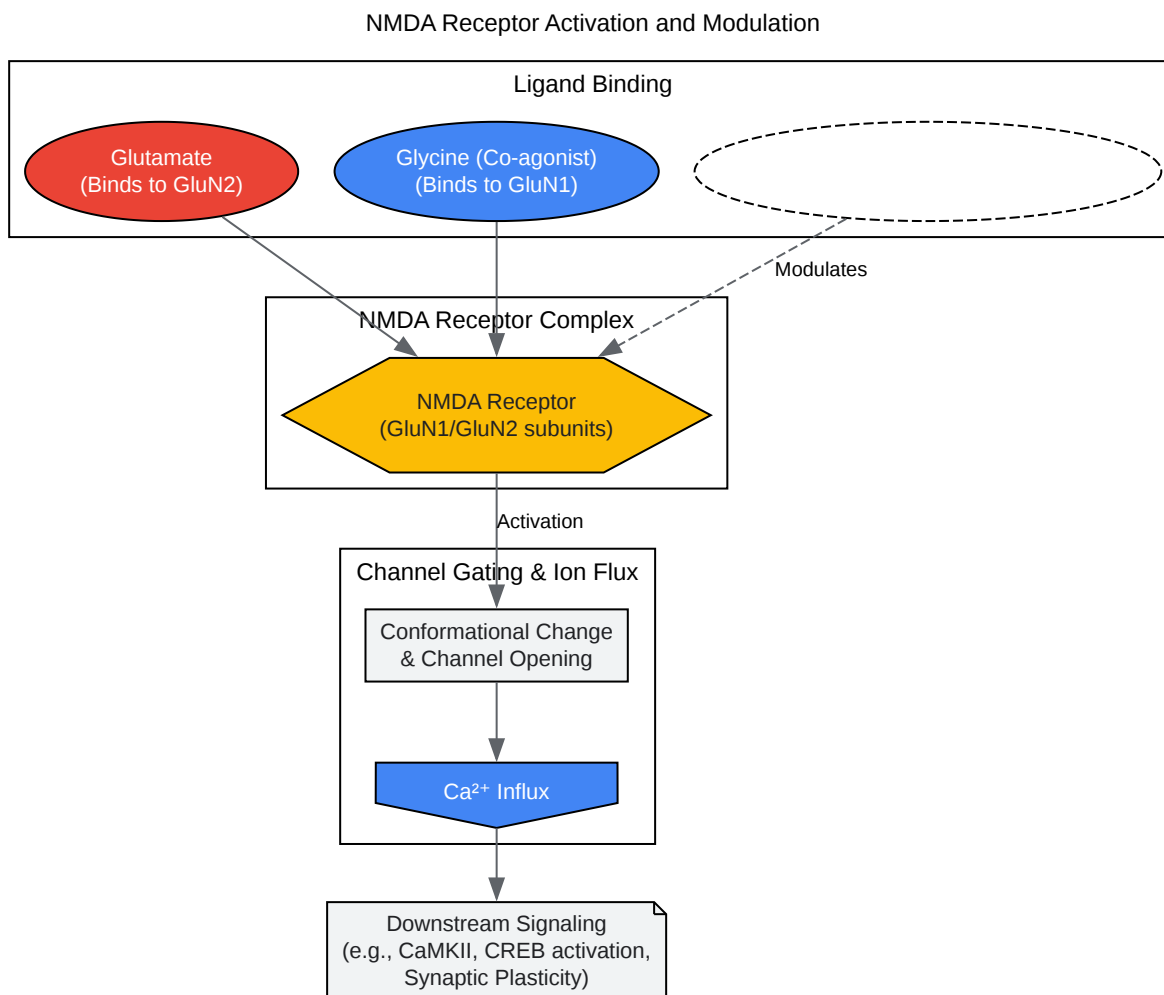 NMDA Receptor Activation and Modulation
Ligand Binding
Glutamate
(Binds to GluN2)
Glycine (Co-agonist)
(Binds to GluN1)
Modulates
NMDA Receptor Complex
NMDA Receptor
(GluN1/GluN2 subunits)
Activation
Channel Gating & Ion Flux
Conformational Change
& Channel Opening
Ca²⁺ Influx
Downstream Signaling
(e.g., CaMKII, CREB activation,
Synaptic Plasticity)